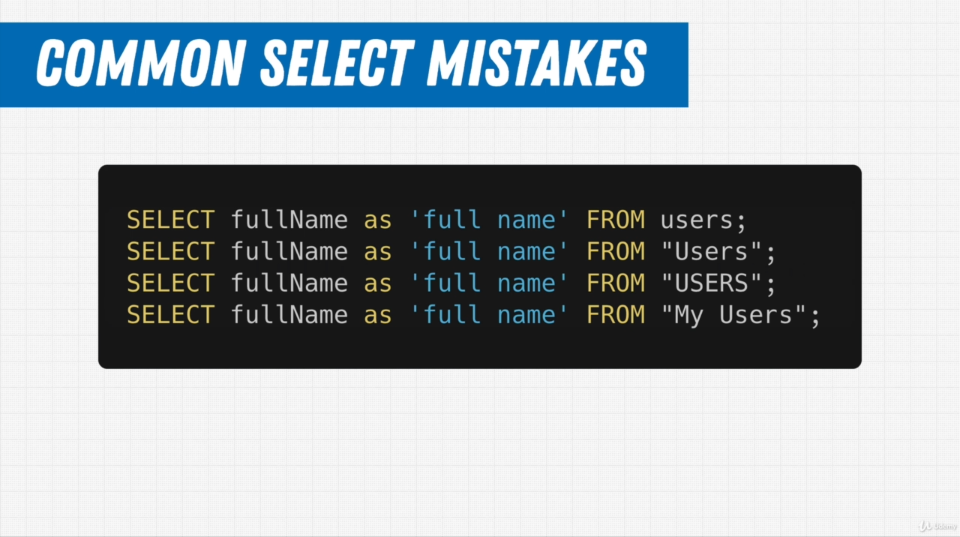 COMMON SELECT MISTAKES
SELECT fullName as 'full name' FROM users;
SELECT fullName as 'full name' FROM "Users";
SELECT fullName as 'full name' FROM "USERS";
SELECT fullName as 'full name' FROM "My Users";
Udemy